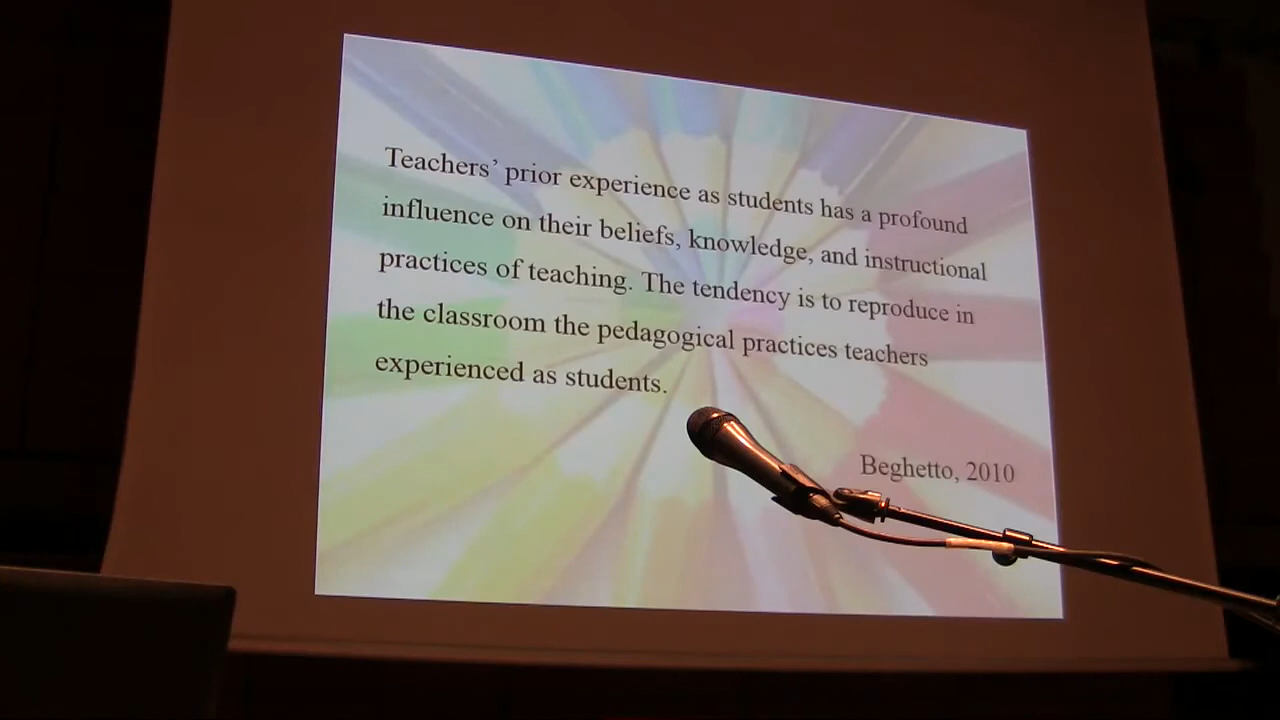 Teachers’ prior experience as students has a profound
influence on their beliefs, knowledge, and instructional
practices of teaching. The tendency is to reproduce in
the classroom the pedagogical practices teachers
experienced as students.
Beghetto, 2010